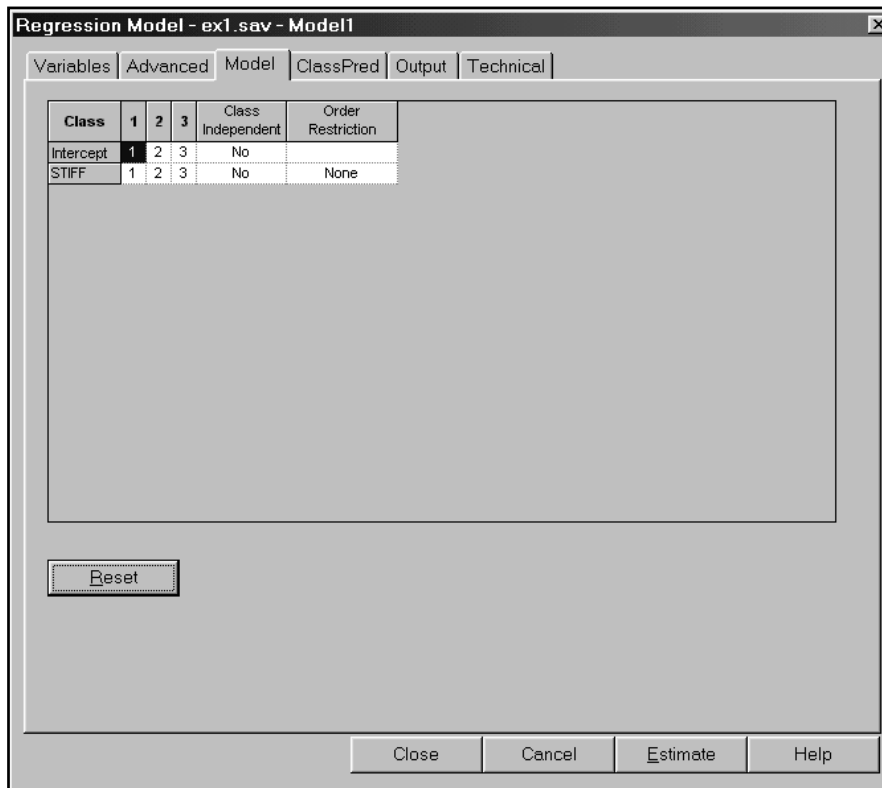 Regression Model - ex1.sav - Model1
Variables Advanced Model ClassPred Output Technical
Class 1 2 3 Class Independent Order Restriction
Intercept 1 2 3 No
STIFF 1 2 3 No None
Reset
Close Cancel Estimate Help